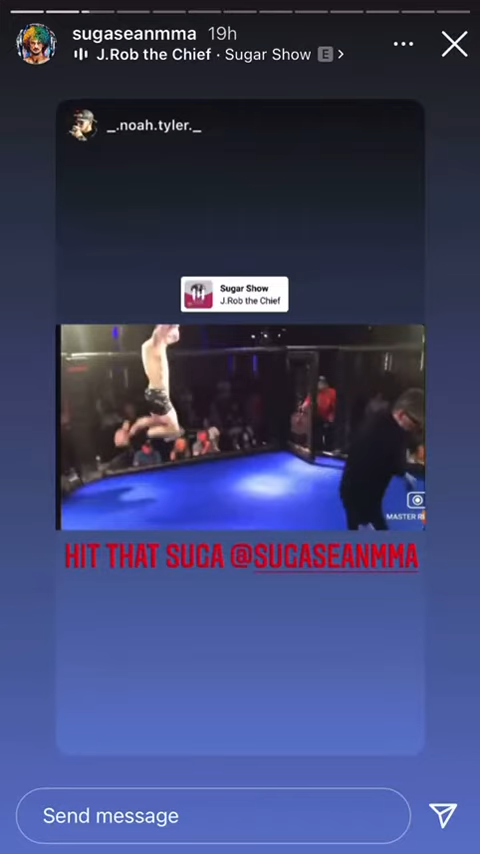 sugaseanmma 19h
J.Rob the Chief · Sugar Show E >
_.noah.tyler._
Sugar Show
J.Rob the Chief
MASTER
HIT THAT SUGA @SUGASEANMMA
Send message